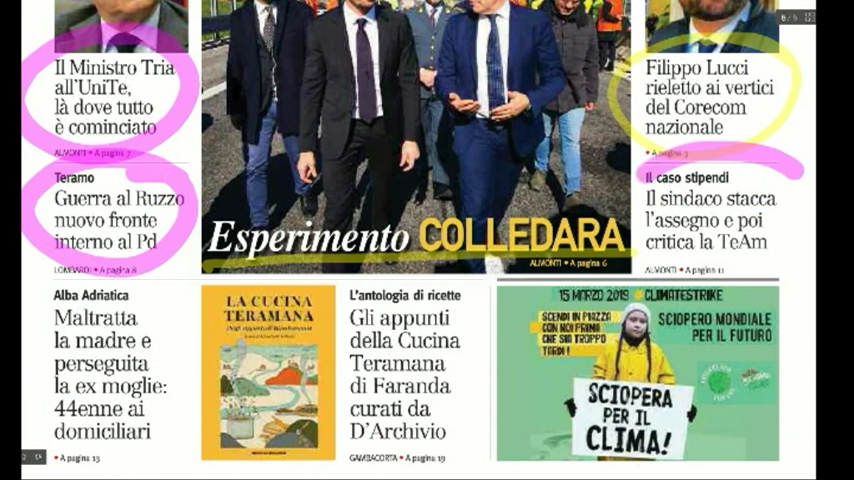 Il Ministro Tria
all'UniTe,
là dove tutto
è cominciato
ALMONTI • A pagina 7
Teramo
Guerra al Ruzzo
nuovo fronte
interno al Pd
LOMBARDI • A pagina 8
Esperimento COLLEDARA
ALMONTI • A pagina 6
Filippo Lucci
rieletto ai vertici
del Corecom
nazionale
• A pagina 3
Il caso stipendi
Il sindaco stacca
l'assegno e poi
critica la TeAm
ALMONTI • A pagina 11
Alba Adriatica
Maltratta
la madre e
perseguita
la ex moglie:
44enne ai
domiciliari
• A pagina 13
LA CUCINA
TERAMANA
L'antologia di ricette
Gli appunti
della Cucina
Teramana
di Faranda
curati da
D'Archivio
GAMBACORTA • A pagina 19
15 MARZO 2019 #CLIMATESTRIKE
SCENDI IN PIAZZA
CON NOI PRIMA
CHE SIA TROPPO
TARDI!
SCIOPERO MONDIALE
PER IL FUTURO
SCIOPERA
PER IL
CLIMA!